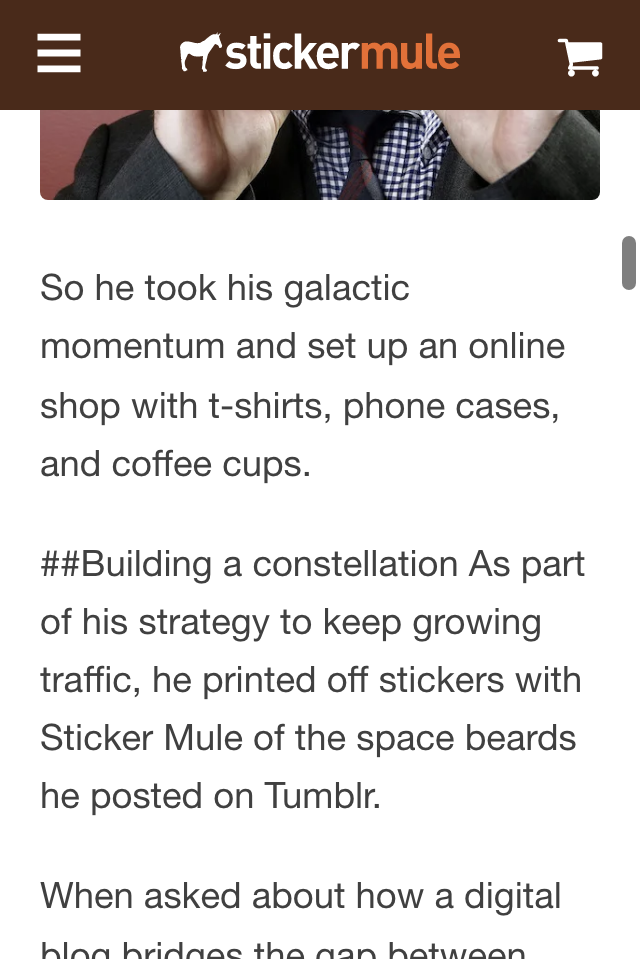 stickermule
So he took his galactic
momentum and set up an online
shop with t-shirts, phone cases,
and coffee cups.
##Building a constellation As part
of his strategy to keep growing
traffic, he printed off stickers with
Sticker Mule of the space beards
he posted on Tumblr.
When asked about how a digital
blog bridges the gap between